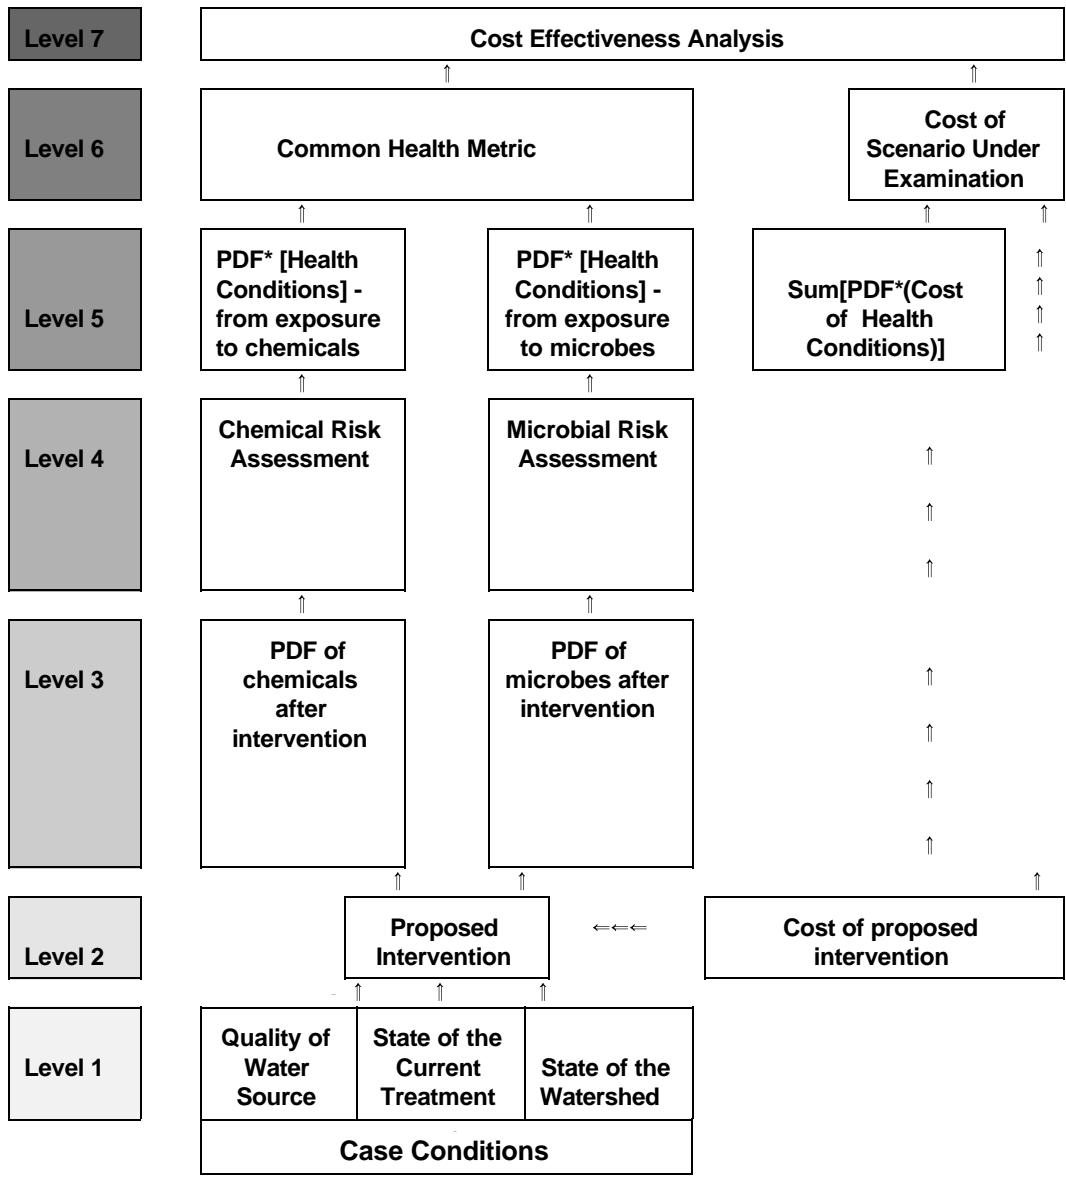 Level 7
Cost Effectiveness Analysis
⇑ ⇑
Level 6
Common Health Metric
Cost of
Scenario Under
Examination
⇑ ⇑ ⇑ ⇑
Level 5
PDF* [Health
Conditions] -
from exposure
to chemicals
PDF* [Health
Conditions] -
from exposure
to microbes
Sum[PDF*(Cost
of Health
Conditions)]
⇑
⇑
⇑
⇑
⇑ ⇑
Level 4
Chemical Risk
Assessment
Microbial Risk
Assessment
⇑
⇑
⇑
⇑ ⇑
Level 3
PDF of
chemicals
after
intervention
PDF of
microbes after
intervention
⇑
⇑
⇑
⇑
⇑ ⇑ ⇑
Level 2
Proposed
Intervention
⇐⇐⇐
Cost of proposed
intervention
⇑ ⇑ ⇑
Level 1
Quality of
Water
Source
State of the
Current
Treatment
State of the
Watershed
Case Conditions